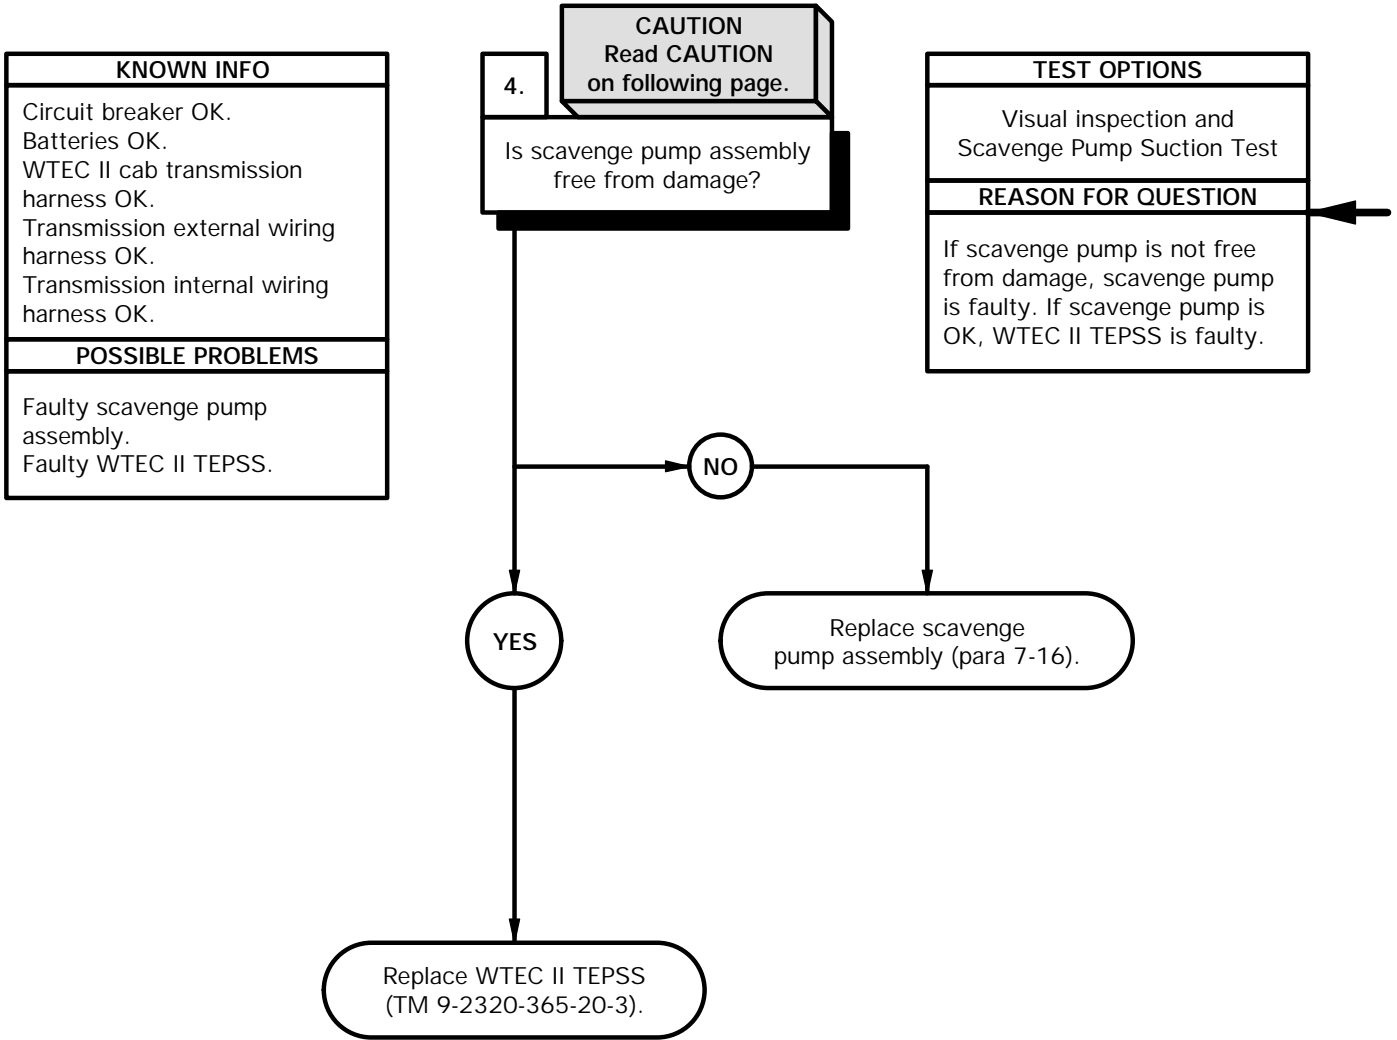 KNOWN INFO
Circuit breaker OK.
Batteries OK.
WTEC II cab transmission
harness OK.
Transmission external wiring
harness OK.
Transmission internal wiring
harness OK.
POSSIBLE PROBLEMS
Faulty scavenge pump
assembly.
Faulty WTEC II TEPSS.
CAUTION
Read CAUTION
on following page.
4.
Is scavenge pump assembly
free from damage?
TEST OPTIONS
Visual inspection and
Scavenge Pump Suction Test
REASON FOR QUESTION
If scavenge pump is not free
from damage, scavenge pump
is faulty. If scavenge pump is
OK, WTEC II TEPSS is faulty.
NO
YES
Replace scavenge
pump assembly (para 7-16).
Replace WTEC II TEPSS
(TM 9-2320-365-20-3).